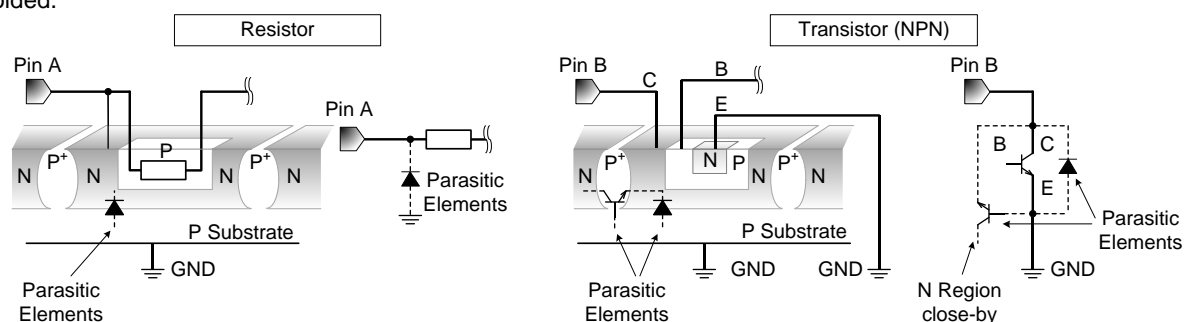 Resistor
Transistor (NPN)
Pin A
Pin A
N P+ N P N P+ N
Parasitic
Elements
P Substrate
GND
Parasitic
Elements
Pin B
C
B
E
N P+ N P N P+ N
P Substrate
GND
GND
Parasitic
Elements
Pin B
B
C
E
Parasitic
Elements
GND
N Region
close-by